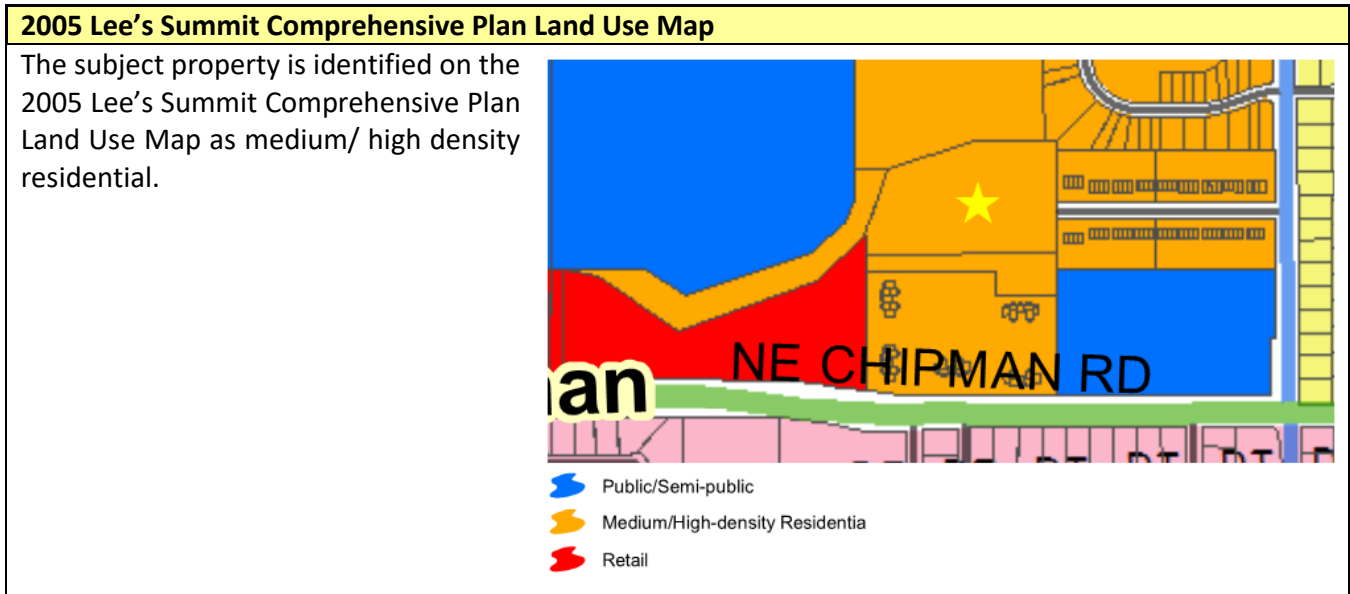 2005 Lee’s Summit Comprehensive Plan Land Use Map
The subject property is identified on the
2005 Lee’s Summit Comprehensive Plan
Land Use Map as medium/ high density
residential.
NE CHIPMAN RD
an
Public/Semi-public
Medium/High-density Residentia
Retail